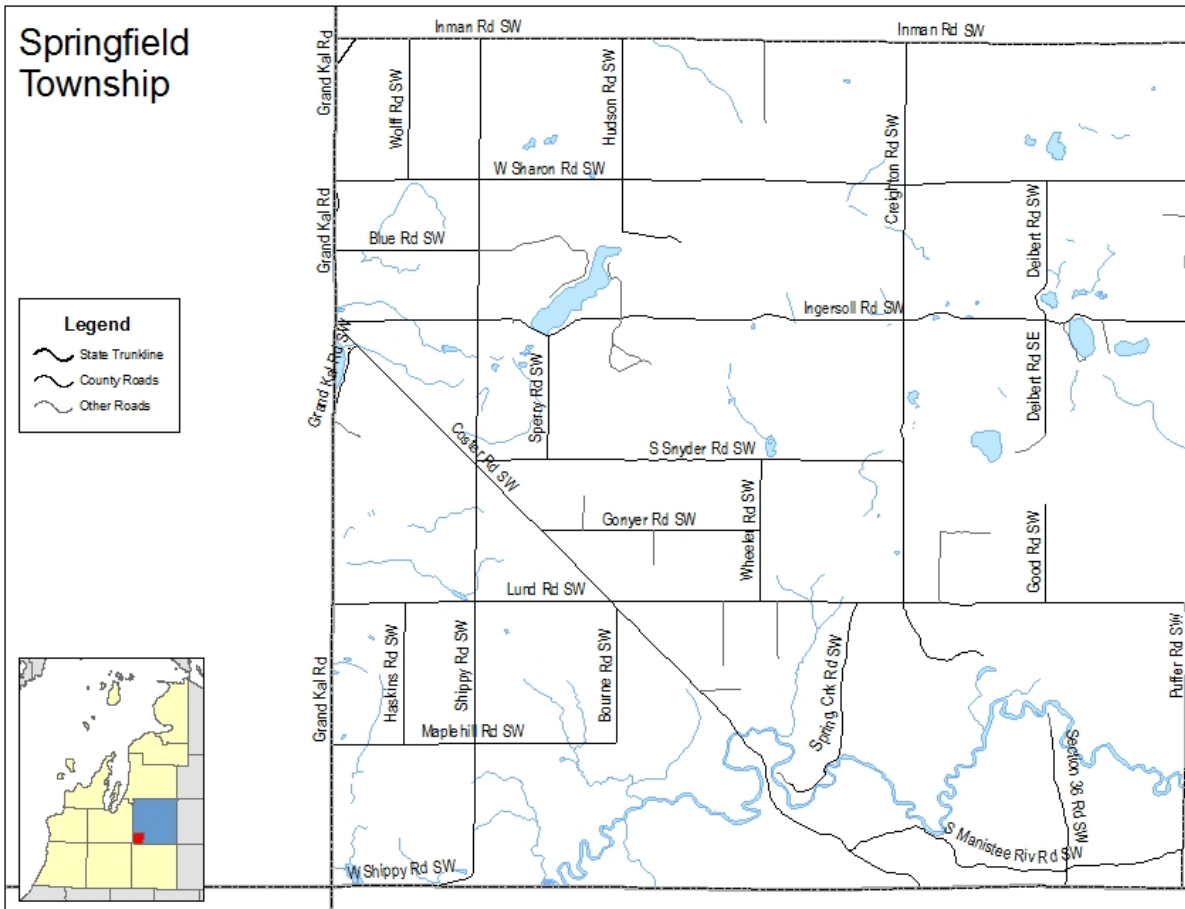 Springfield
Township
Inman Rd SW
Inman Rd SW
Grand Kal Rd
Wolff Rd SW
Hudson Rd SW
W Sharon Rd SW
Creighton Rd SW
Grand Kal Rd
Blue Rd SW
Deibert Rd SW
Ingersoll Rd SW
Legend
State Trunkline
County Roads
Other Roads
Grand Kal Rd SW
Sperry Rd SW
Deibert Rd SE
Coster Rd SW
S Snyder Rd SW
Gonyer Rd SW
Wheeler Rd SW
Good Rd SW
Lund Rd SW
Grand Kal Rd
Haskins Rd SW
Shippy Rd SW
Bourne Rd SW
Spring Crk Rd SW
Puffer Rd SW
Maplehill Rd SW
Section 36 Rd SW
S Manistee Riv Rd SW
W Shippy Rd SW